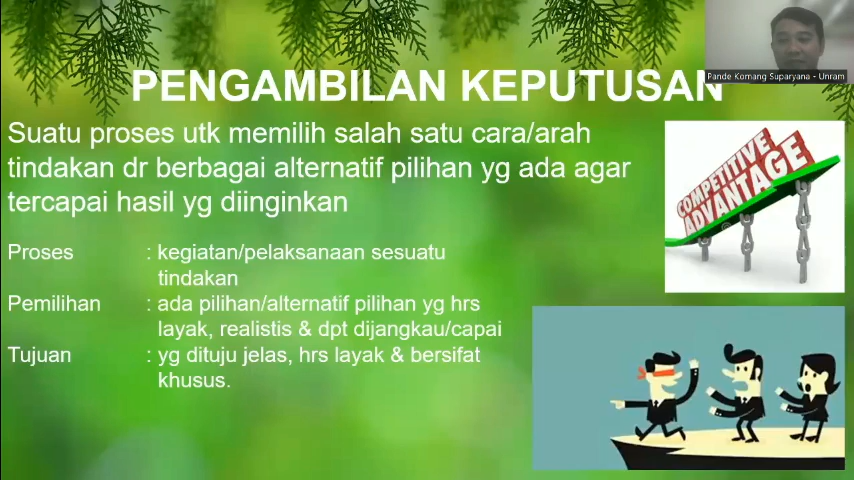 PENGAMBILAN KEPUTUSAN
Pande Komang Suparyana - Unram
Suatu proses utk memilih salah satu cara/arah
tindakan dr berbagai alternatif pilihan yg ada agar
tercapai hasil yg diinginkan
COMPETITIVE
ADVANTAGE
Proses : kegiatan/pelaksanaan sesuatu
tindakan
Pemilihan : ada pilihan/alternatif pilihan yg hrs
layak, realistis & dpt dijangkau/capai
Tujuan : yg dituju jelas, hrs layak & bersifat
khusus.